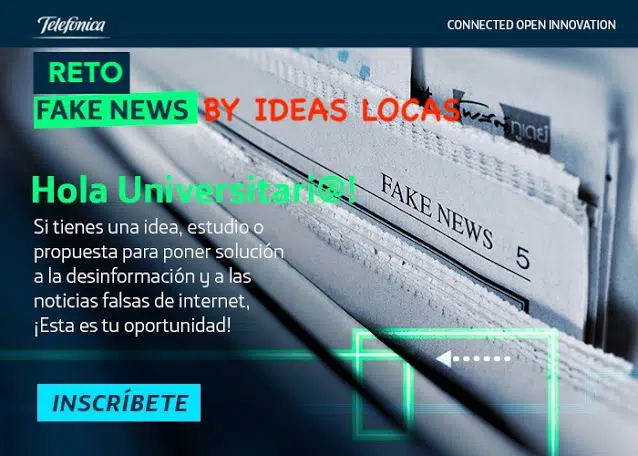 Telefónica
CONNECTED OPEN INNOVATION
RETO
FAKE NEWS BY IDEAS LOCAS
Hola Universitari@!
FAKE NEWS 5
Si tienes una idea, estudio o
propuesta para poner solución
a la desinformación y a las
noticias falsas de internet,
¡Esta es tu oportunidad!
INSCRÍBETE